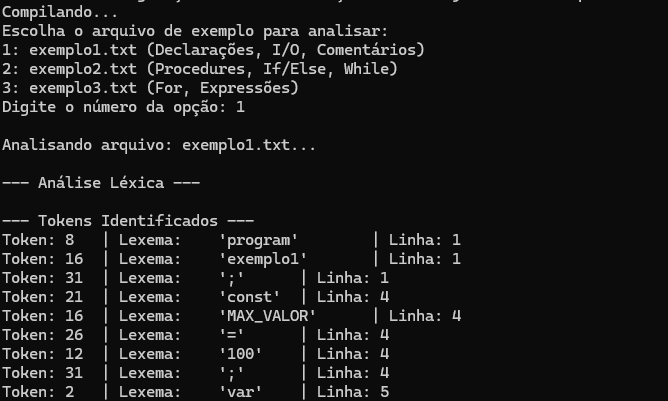 Compilando...
Escolha o arquivo de exemplo para analisar:
1: exemplo1.txt (Declarações, I/O, Comentários)
2: exemplo2.txt (Procedures, If/Else, While)
3: exemplo3.txt (For, Expressões)
Digite o número da opção: 1
Analisando arquivo: exemplo1.txt...
--- Análise Léxica ---
--- Tokens Identificados ---
Token: 8 | Lexema: 'program' | Linha: 1
Token: 16 | Lexema: 'exemplo1' | Linha: 1
Token: 31 | Lexema: ';' | Linha: 1
Token: 21 | Lexema: 'const' | Linha: 4
Token: 16 | Lexema: 'MAX_VALOR' | Linha: 4
Token: 26 | Lexema: '=' | Linha: 4
Token: 12 | Lexema: '100' | Linha: 4
Token: 31 | Lexema: ';' | Linha: 4
Token: 2 | Lexema: 'var' | Linha: 5